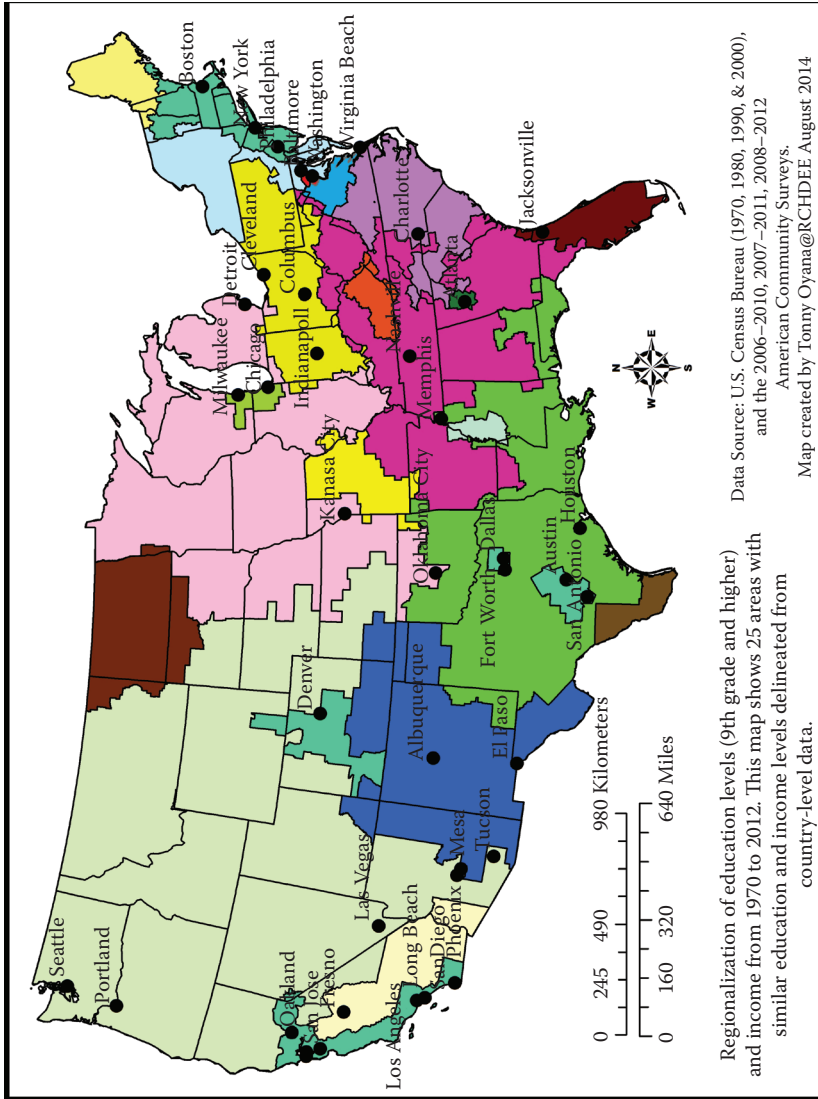 Seattle
Portland
Oakland
San Jose
Fresno
Los Angeles
Long Beach
SanDiego
Phoenix
Las Vegas
Mesa
Tucson
Denver
Albuquerque
El Paso
Fort Worth
Dallas
Austin
San Antonio
Houston
Oklahoma City
Kanasa City
Memphis
Nashville
Milwaukee
Chicago
Indianapoll
Detroit
Cleveland
Columbus
Atlanta
Charlotte
Jacksonville
Boston
New York
Philadelphia
Baltimore
Washington
Virginia Beach
N
W E
S
0 245 490 980 Kilometers
0 160 320 640 Miles
Regionalization of education levels (9th grade and higher)
and income from 1970 to 2012. This map shows 25 areas with
similar education and income levels delineated from
country-level data.
Data Source: U.S. Census Bureau (1970, 1980, 1990, & 2000),
and the 2006–2010, 2007–2011, 2008–2012
American Community Surveys.
Map created by Tonny Oyana@RCHDEE August 2014